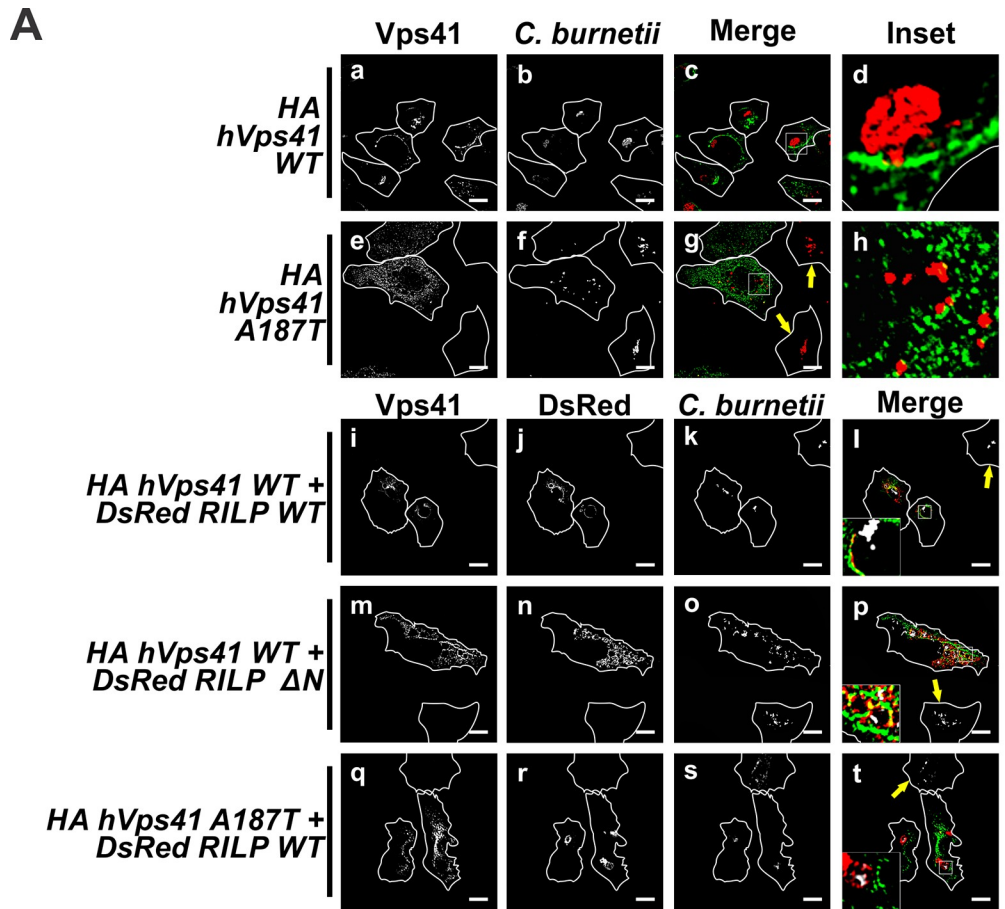 A
Vps41 C. burnetii Merge Inset
HA
hVps41
WT
a b c d
HA
hVps41
A187T
e f g h
Vps41 DsRed C. burnetii Merge
HA hVps41 WT +
DsRed RILP WT
i j k l
HA hVps41 WT +
DsRed RILP ΔN
m n o p
HA hVps41 A187T +
DsRed RILP WT
q r s t